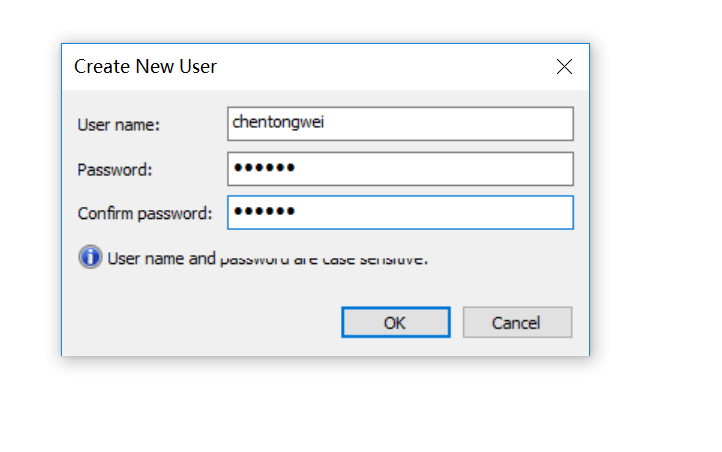 Create New User
User name: chentongwei
Password: ••••••
Confirm password: ••••••
User name and password are case sensitive.
OK Cancel